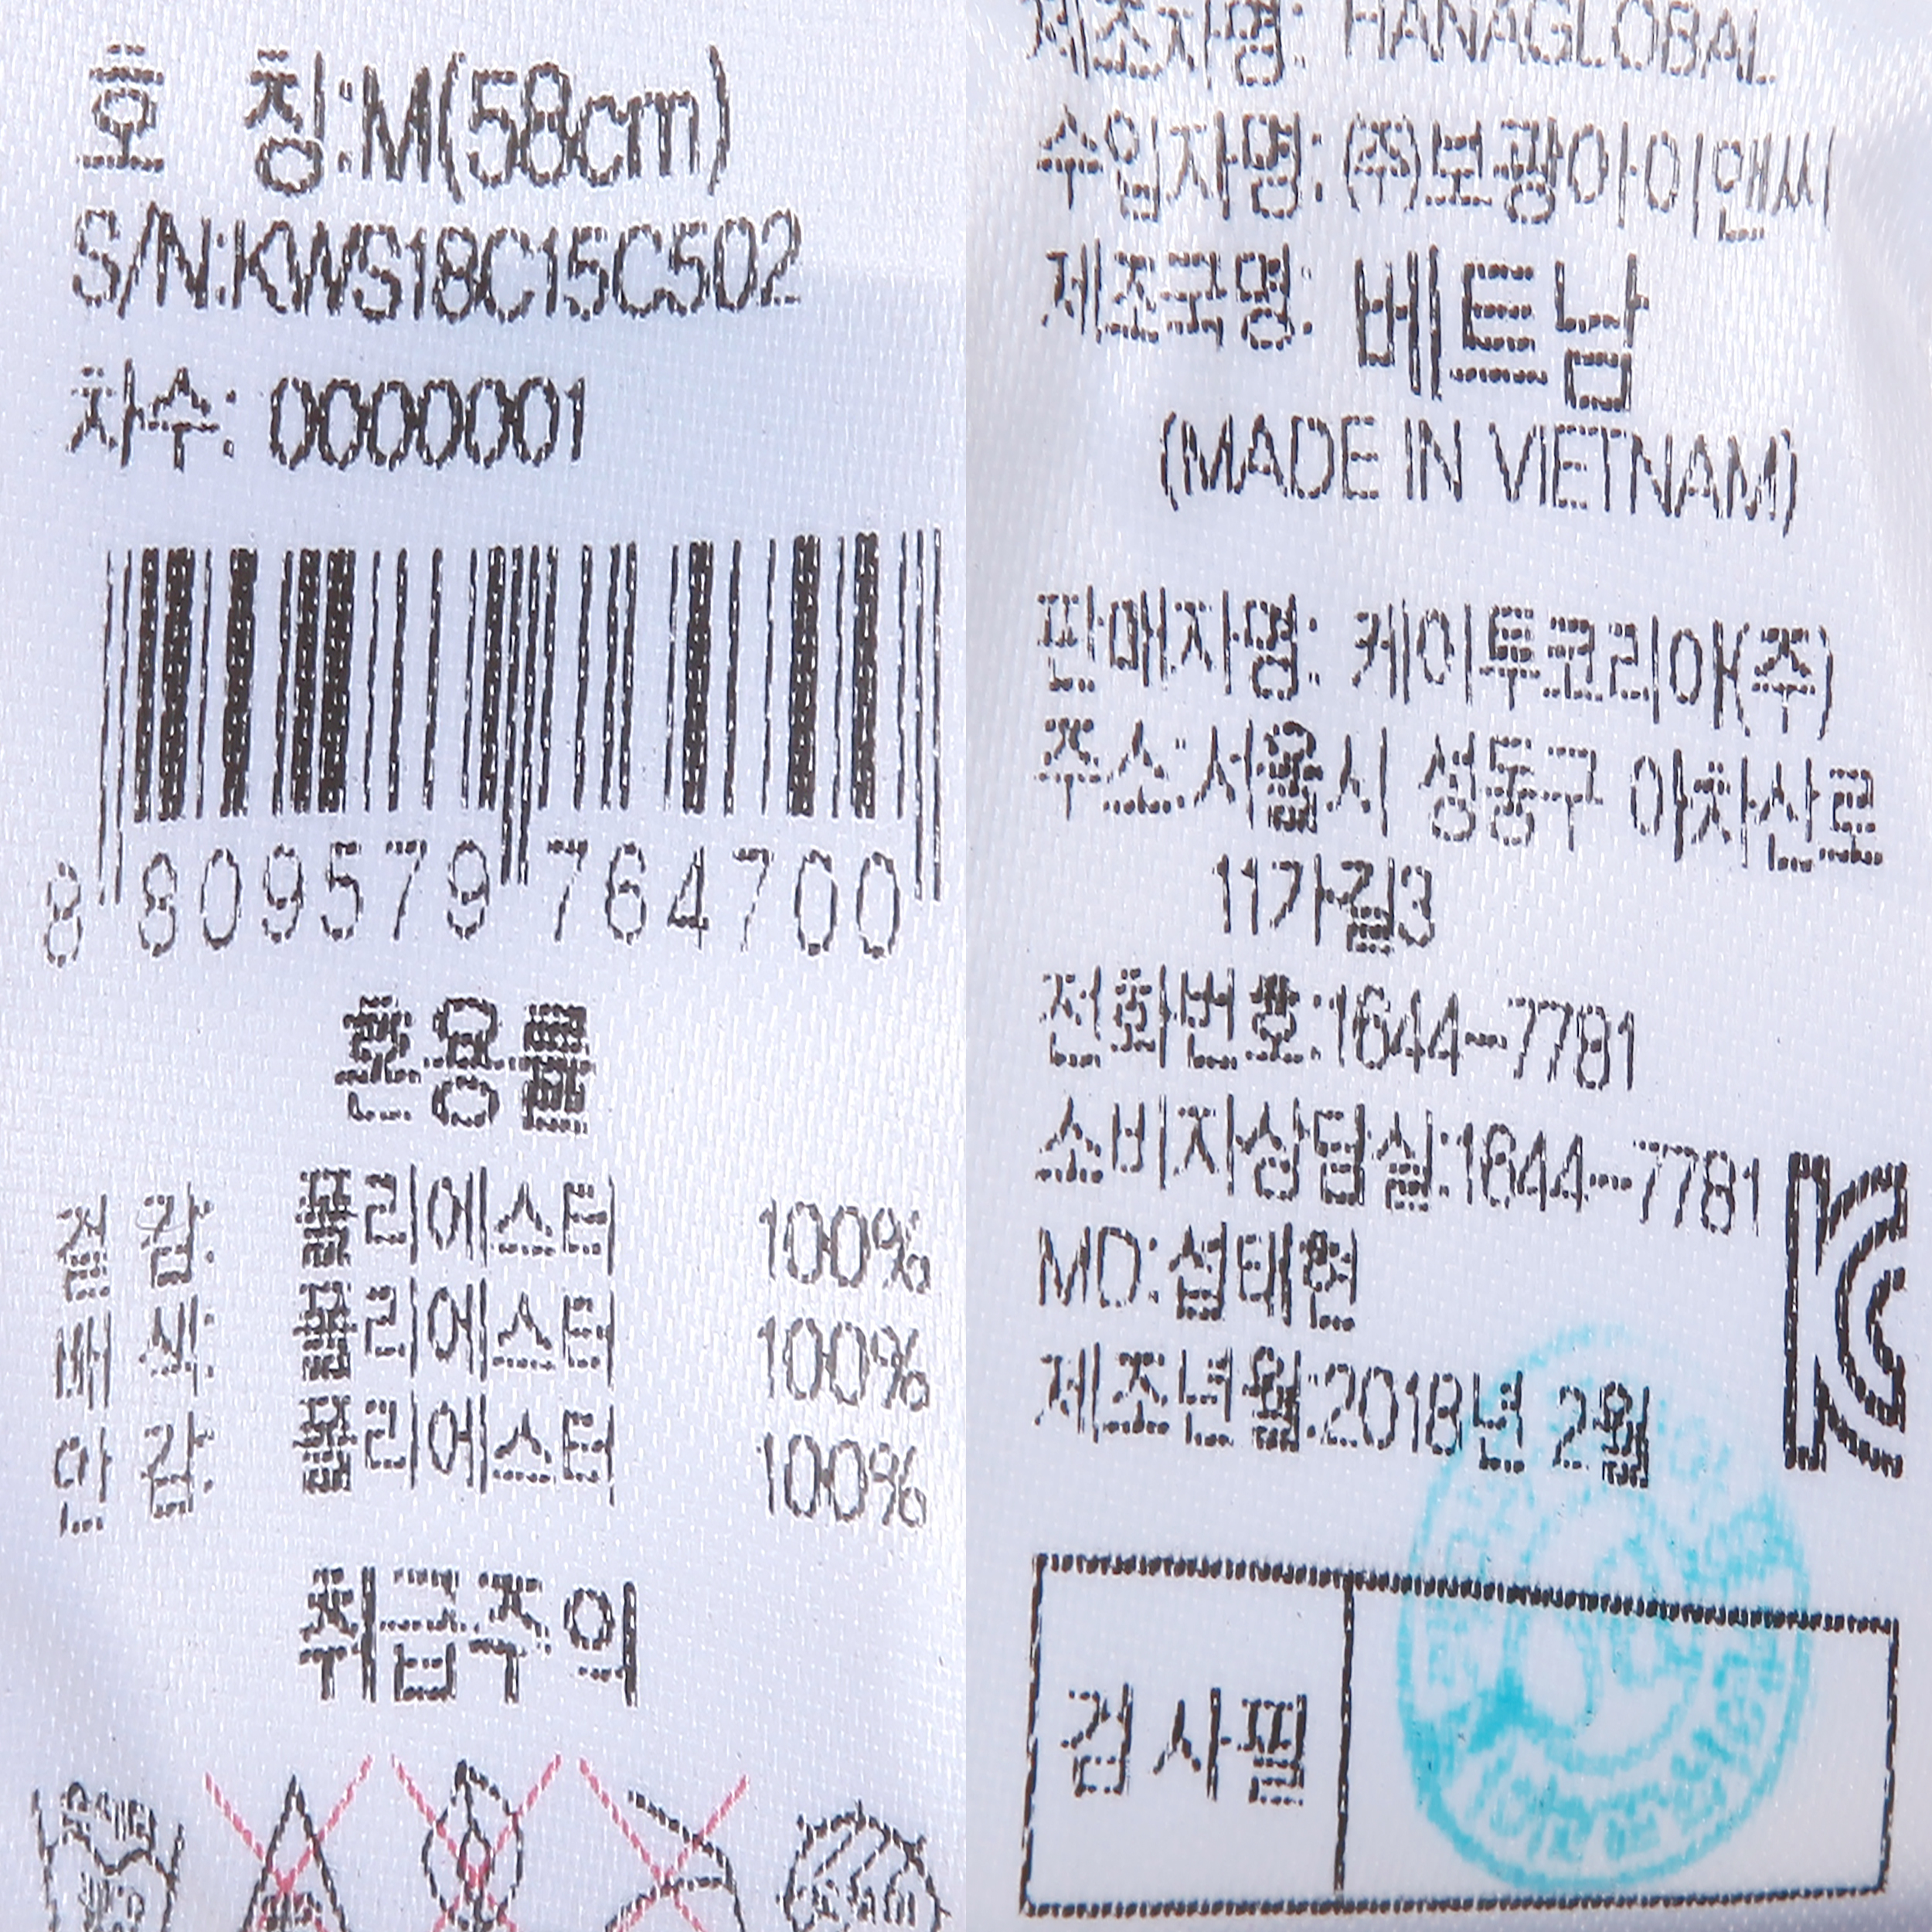 호 칭:M(58cm)
S/N:KWS18C15C502
차수: 0000001
8 809579 764700
혼용률
겉 감: 폴리에스터 100%
배 색: 폴리에스터 100%
안 감: 폴리에스터 100%
취급주의
제조자명: HANAGLOBAL
수입자명: (주)보광아이앤씨
제조국명: 베트남
(MADE IN VIETNAM)
판매자명: 케이투코리아(주)
주소:서울시 성동구 아차산로
11가길3
전화번호:1644-7781
소비자상담실:1644-7781
MD:섭태현
제조년월:2018년 2월
KC
검사필